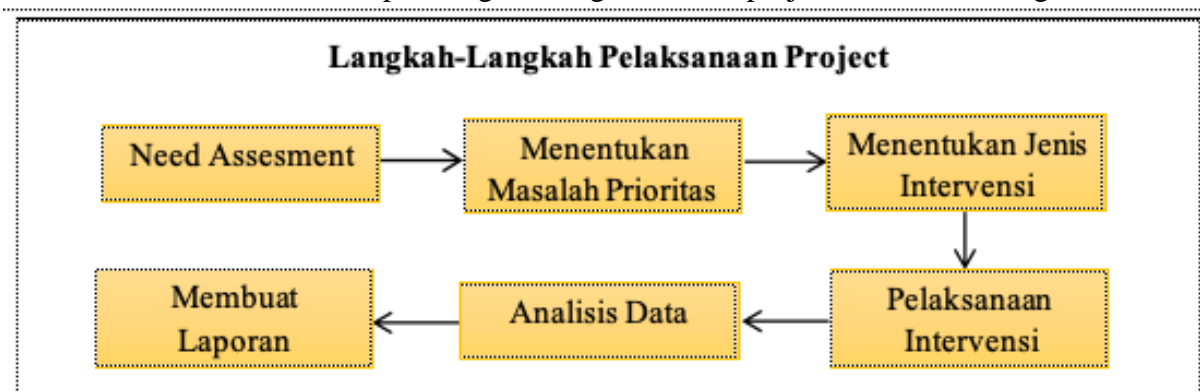 Langkah-Langkah Pelaksanaan Project
Need Assesment
Menentukan
Masalah Prioritas
Menentukan Jenis
Intervensi
Pelaksanaan
Intervensi
Analisis Data
Membuat
Laporan